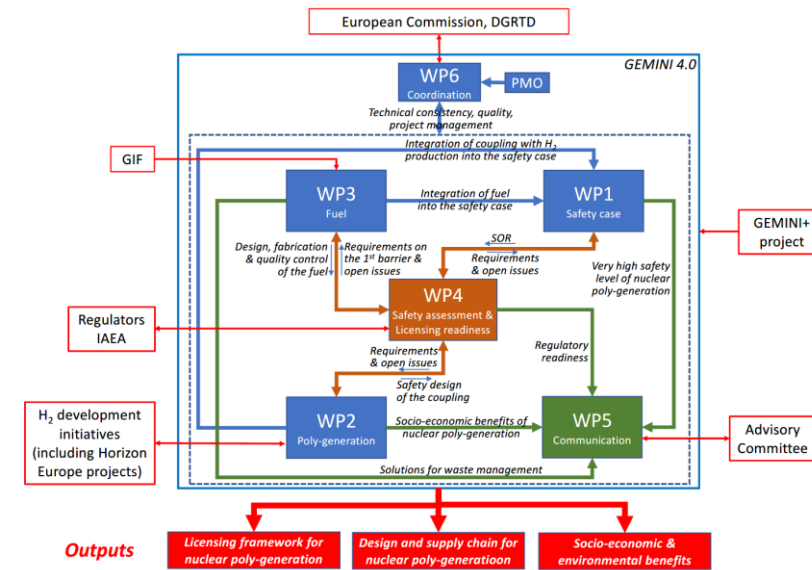 European Commission, DGRTD
GEMINI 4.0
WP6
Coordination
PMO
Technical consistency, quality,
project management
Integration of coupling with H2
production into the safety case
GIF
WP3
Fuel
Integration of fuel
into the safety case
WP1
Safety case
GEMINI+
project
Design, fabrication
& quality control
of the fuel
Requirements on
the 1st barrier &
open issues
SOR
Requirements
& open issues
Very high safety
level of nuclear
poly-generation
WP4
Safety assessment &
Licensing readiness
Regulators
IAEA
Requirements
& open issues
Safety design
of the coupling
Regulatory
readiness
H2 development
initiatives
(including Horizon
Europe projects)
WP2
Poly-generation
Socio-economic benefits of
nuclear poly-generation
WP5
Communication
Advisory
Committee
Solutions for waste management
Outputs
Licensing framework for
nuclear poly-generation
Design and supply chain for
nuclear poly-generatioon
Socio-economic &
environmental benefits